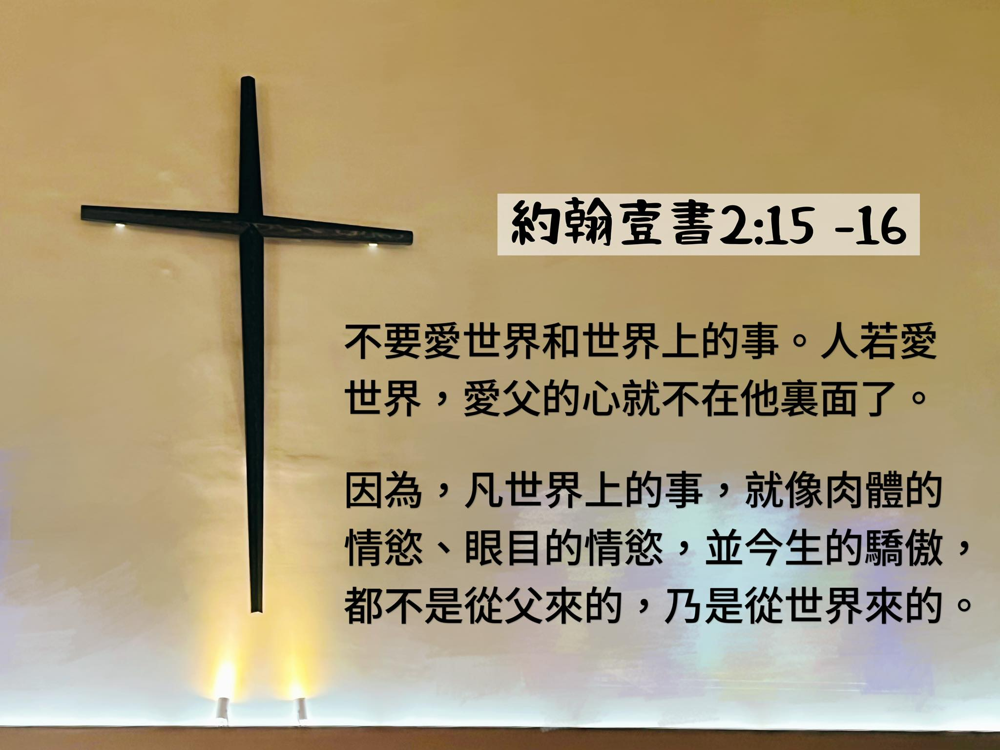 約翰壹書2:15 -16
不要愛世界和世界上的事。人若愛
世界，愛父的心就不在他裏面了。
因為，凡世界上的事，就像肉體的
情慾、眼目的情慾，並今生的驕傲，
都不是從父來的，乃是從世界來的。